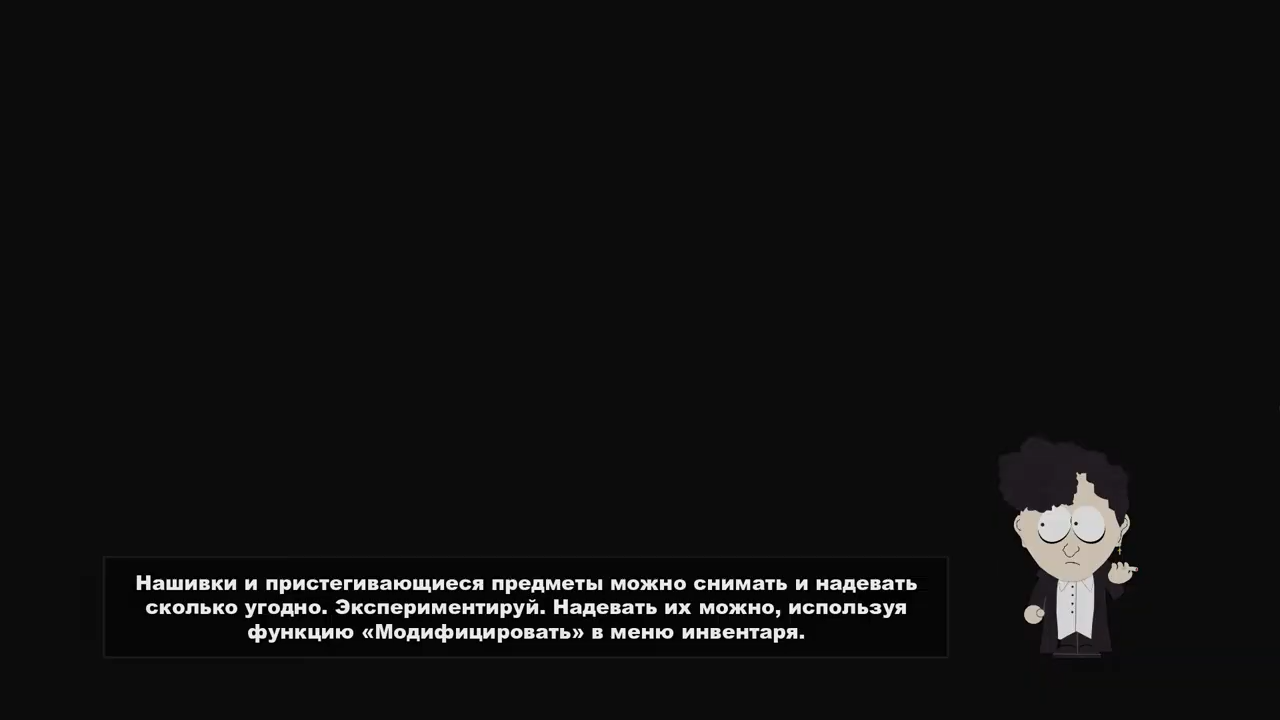 Нашивки и пристегивающиеся предметы можно снимать и надевать
сколько угодно. Экспериментируй. Надевать их можно, используя
функцию «Модифицировать» в меню инвентаря.